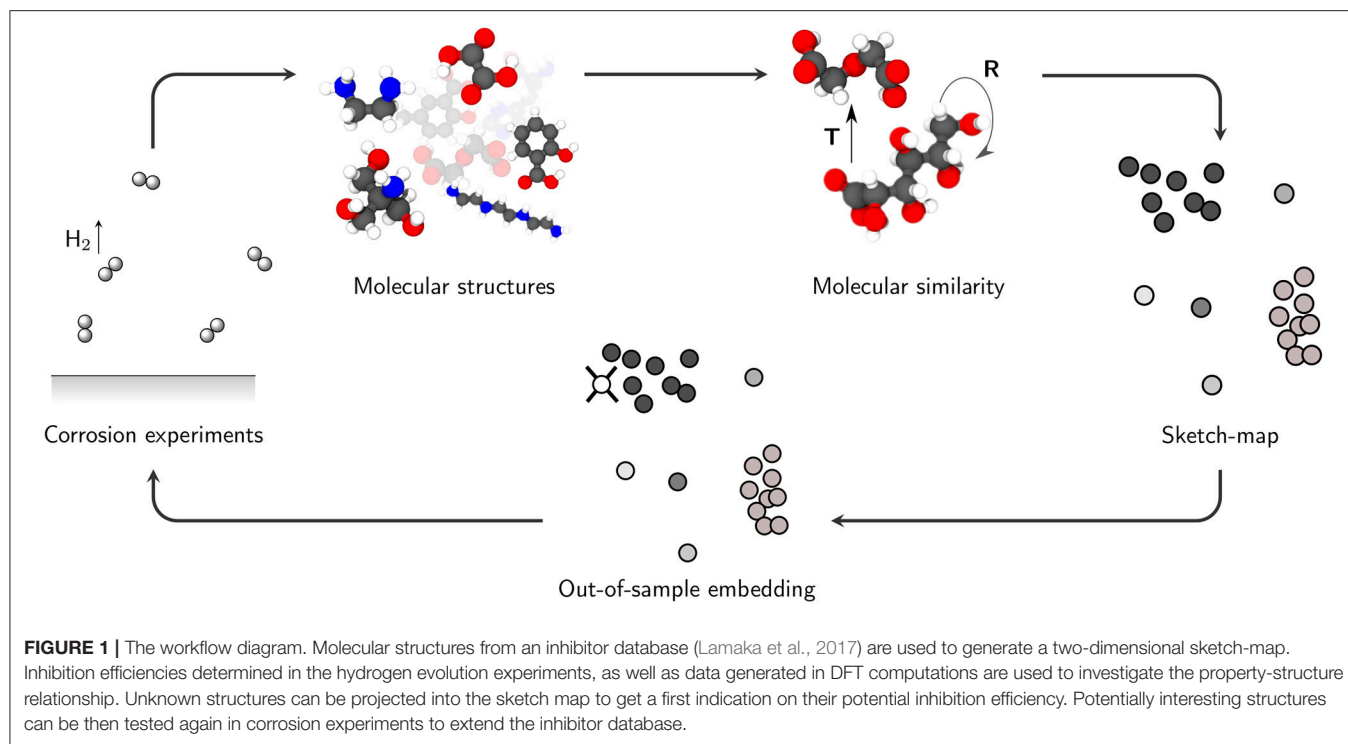 R
T
H₂
Molecular structures
Molecular similarity
Corrosion experiments
Sketch-map
Out-of-sample embedding
FIGURE 1 | The workflow diagram. Molecular structures from an inhibitor database (Lamaka et al., 2017) are used to generate a two-dimensional sketch-map.
Inhibition efficiencies determined in the hydrogen evolution experiments, as well as data generated in DFT computations are used to investigate the property-structure
relationship. Unknown structures can be projected into the sketch map to get a first indication on their potential inhibition efficiency. Potentially interesting structures
can be then tested again in corrosion experiments to extend the inhibitor database.